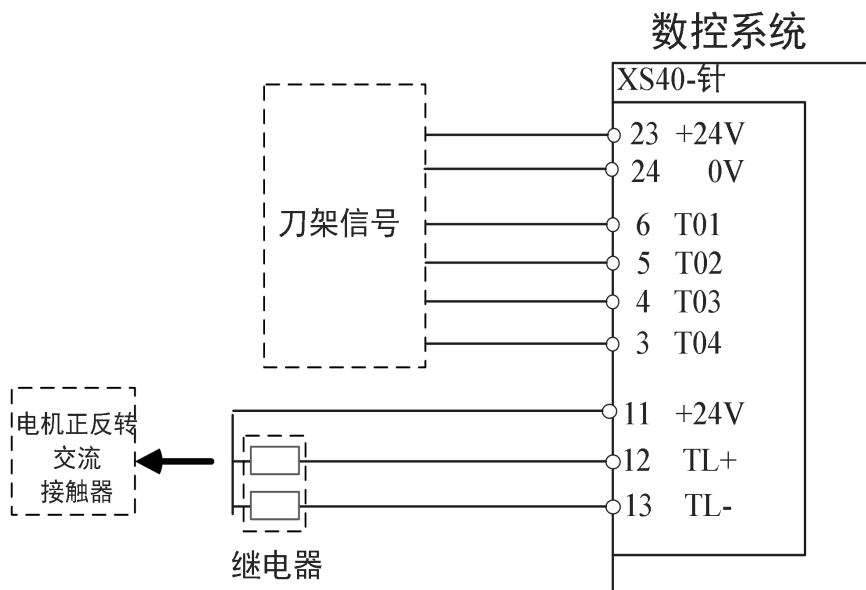 数控系统
XS40-针
23 +24V
24 0V
刀架信号
6 T01
5 T02
4 T03
3 T04
11 +24V
电机正反转
交流
接触器
12 TL+
13 TL-
继电器